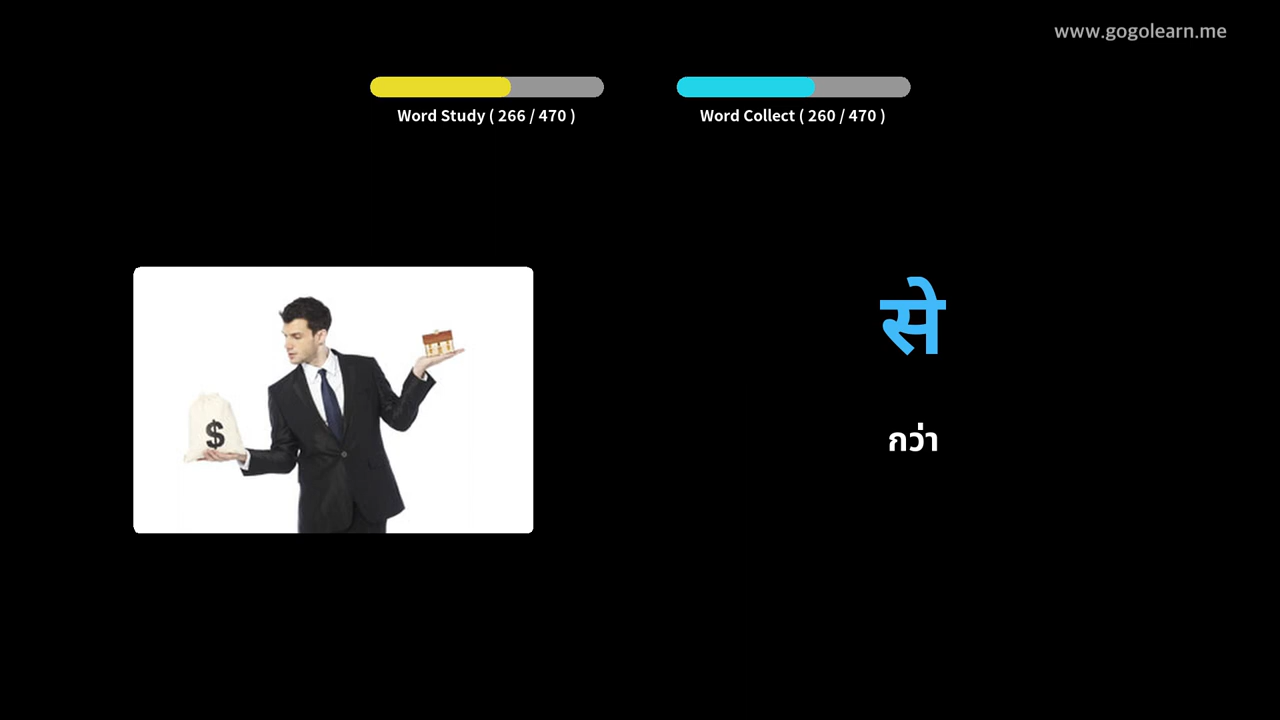 www.gogolearn.me
Word Study ( 266 / 470 )
Word Collect ( 260 / 470 )
से
$
กว่า